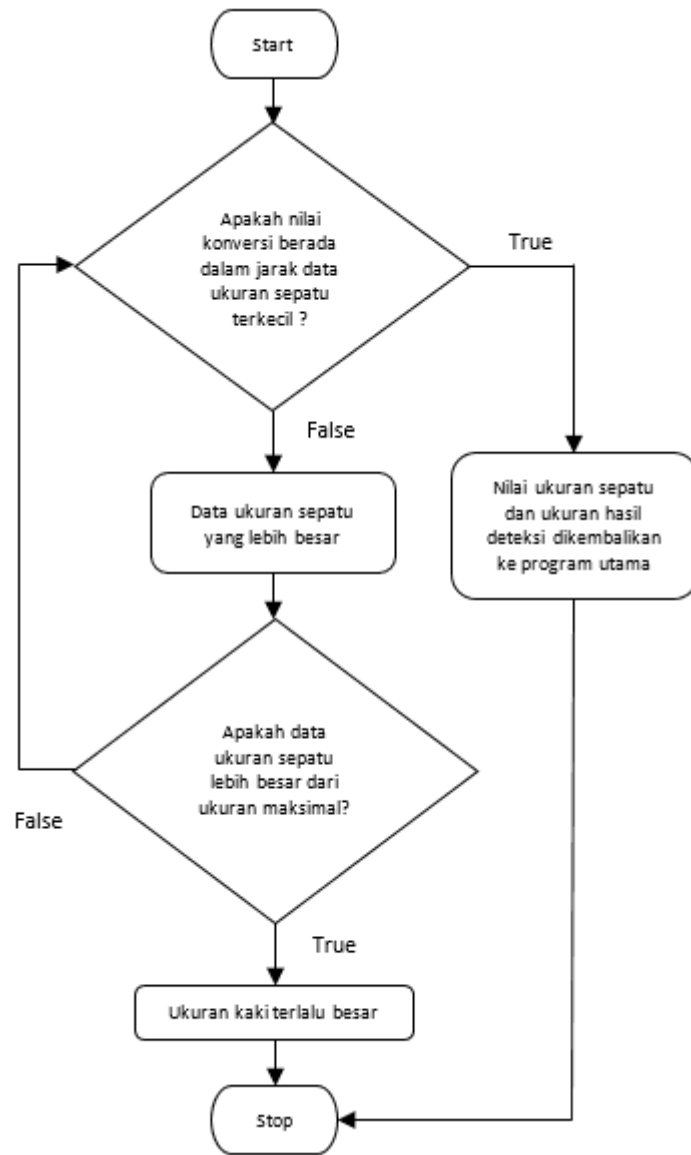 Start
Apakah nilai
konversi berada
dalam jarak data
ukuran sepatu
terkecil ?
True
False
Data ukuran sepatu
yang lebih besar
Nilai ukuran sepatu
dan ukuran hasil
deteksi dikembalikan
ke program utama
Apakah data
ukuran sepatu
lebih besar dari
ukuran maksimal?
False
True
Ukuran kaki terlalu besar
Stop